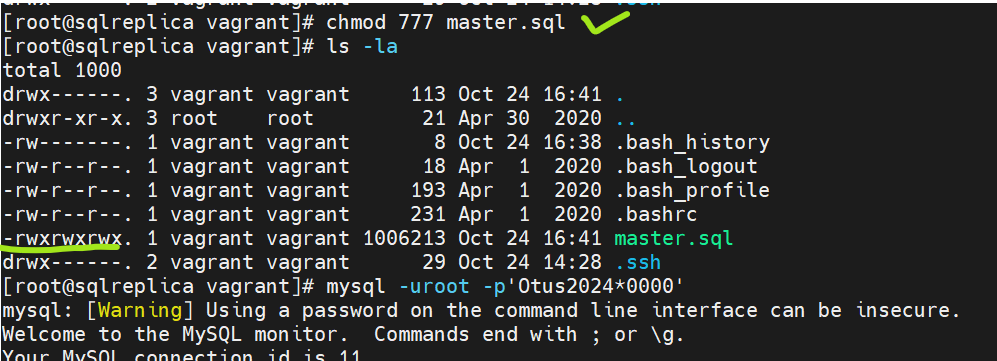 [root@sqlreplica vagrant]# chmod 777 master.sql
[root@sqlreplica vagrant]# ls -la
total 1000
drwx------. 3 vagrant vagrant     113 Oct 24 16:41 .
drwxr-xr-x. 3 root    root         21 Apr 30  2020 ..
-rw-------. 1 vagrant vagrant       8 Oct 24 16:38 .bash_history
-rw-r--r--. 1 vagrant vagrant      18 Apr  1  2020 .bash_logout
-rw-r--r--. 1 vagrant vagrant     193 Apr  1  2020 .bash_profile
-rw-r--r--. 1 vagrant vagrant     231 Apr  1  2020 .bashrc
-rwxrwxrwx. 1 vagrant vagrant 1006213 Oct 24 16:41 master.sql
drwx------. 2 vagrant vagrant      29 Oct 24 14:28 .ssh
[root@sqlreplica vagrant]# mysql -uroot -p'Otus2024*0000'
mysql: [Warning] Using a password on the command line interface can be insecure.
Welcome to the MySQL monitor.  Commands end with ; or \g.
Your MySQL connection id is 11